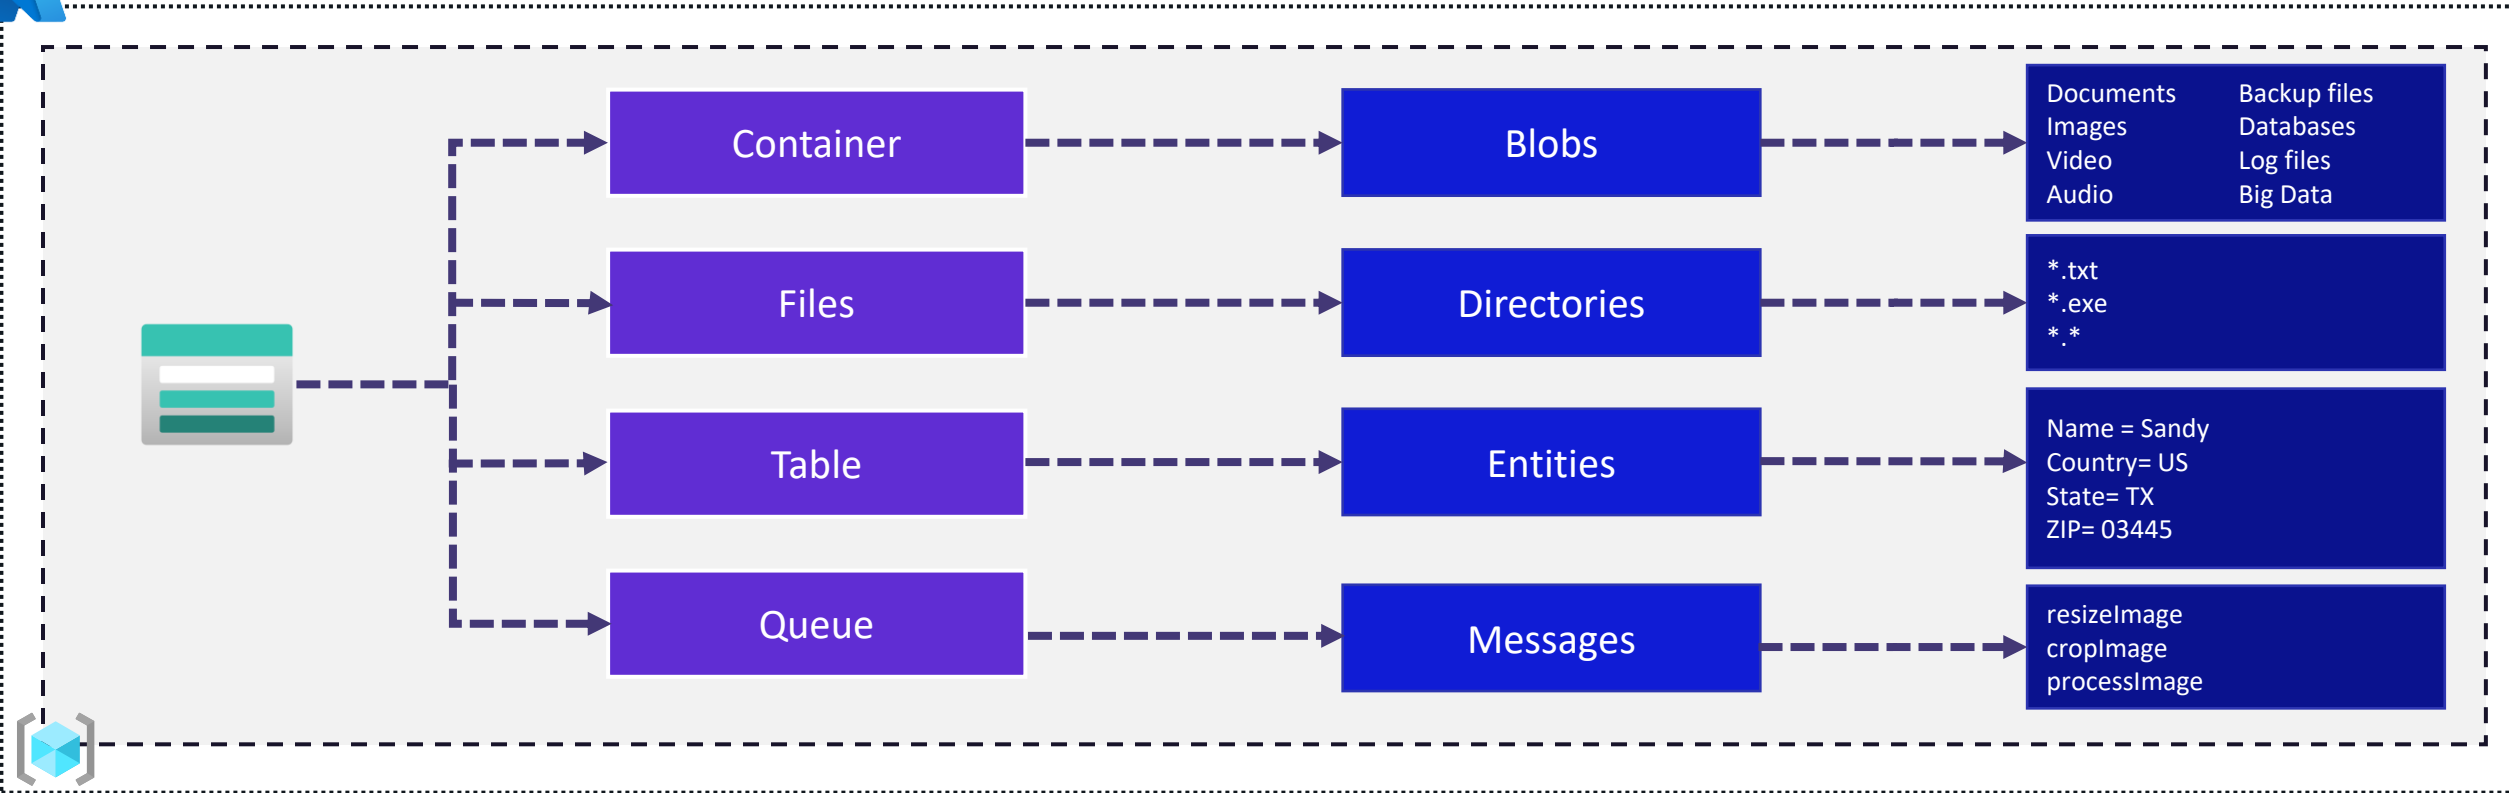 Container
Blobs
Documents
Images
Video
Audio
Backup files
Databases
Log files
Big Data
Files
Directories
*.txt
*.exe
*.*
Table
Entities
Name = Sandy
Country= US
State= TX
ZIP= 03445
Queue
Messages
resizeImage
cropImage
processImage